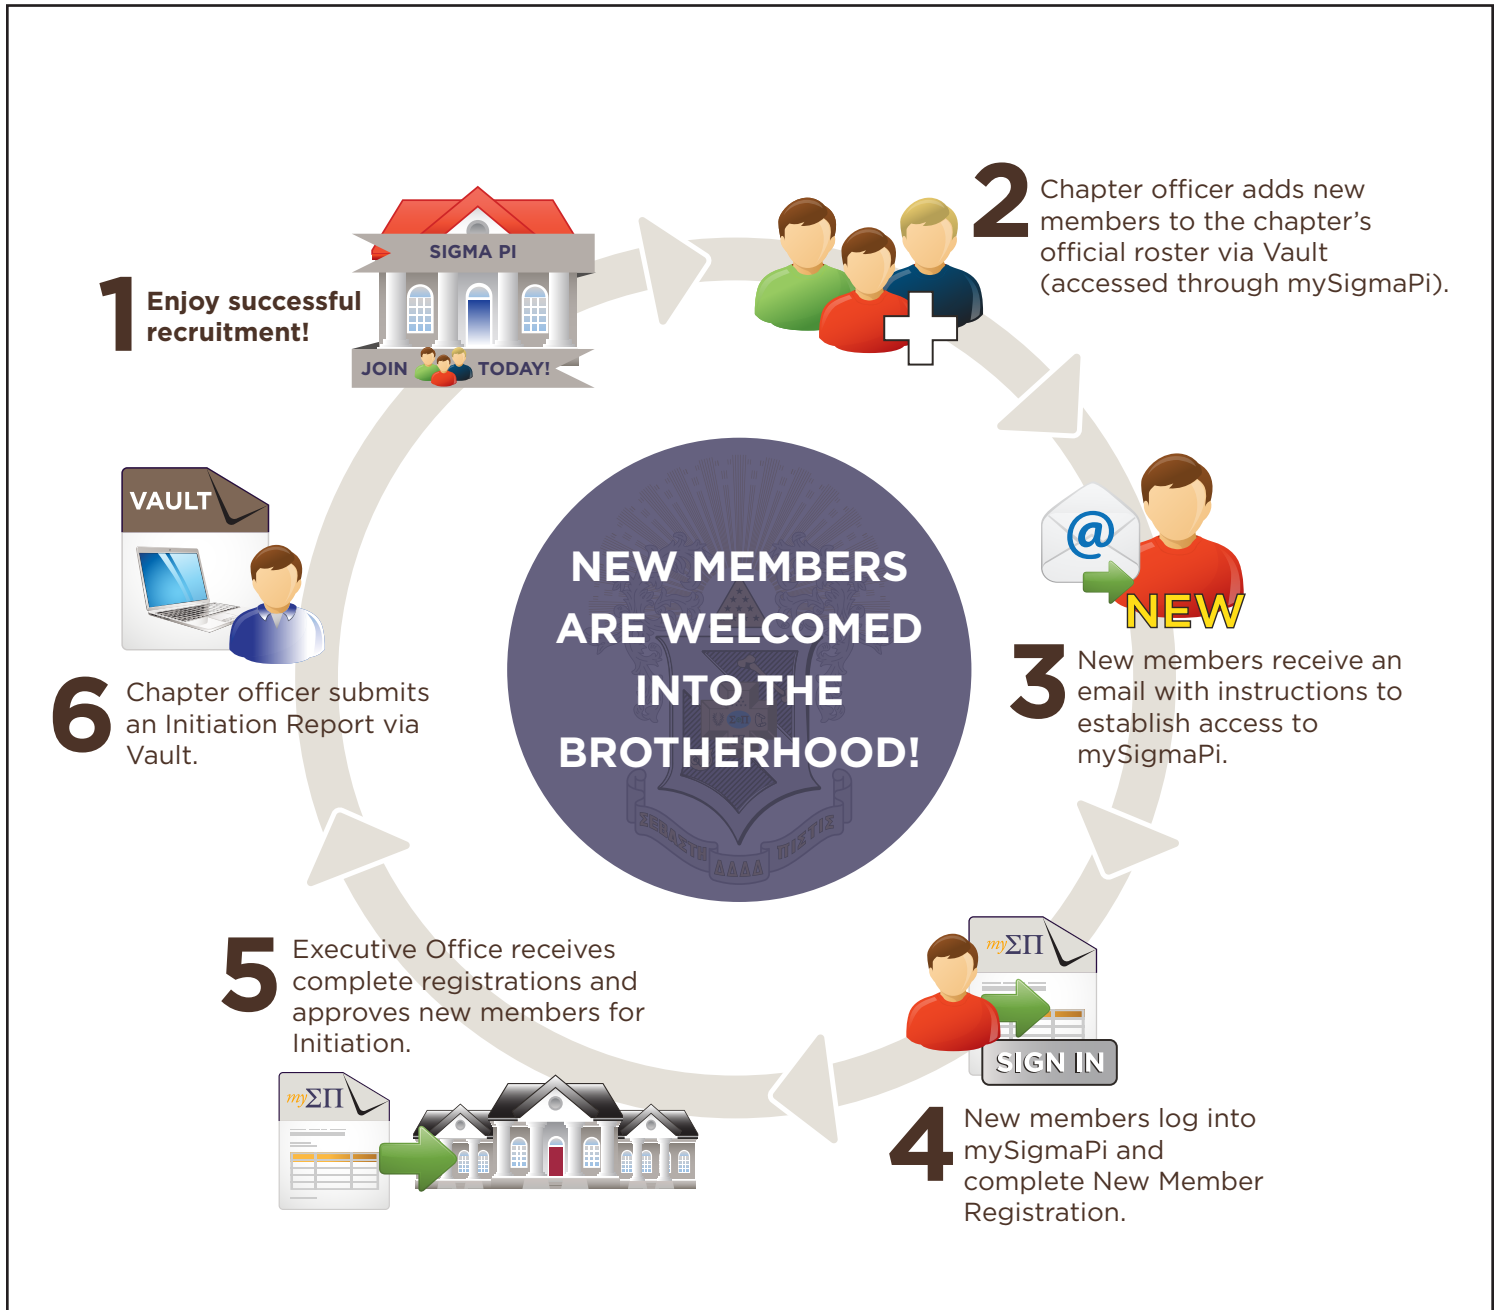 SIGMA PI
JOIN TODAY!
1
Enjoy successful
recruitment!
2
Chapter officer adds new
members to the chapter’s
official roster via Vault
(accessed through mySigmaPi).
@
NEW
3
New members receive an
email with instructions to
establish access to
mySigmaPi.
myΣΠ
SIGN IN
4
New members log into
mySigmaPi and
complete New Member
Registration.
5
Executive Office receives
complete registrations and
approves new members for
Initiation.
myΣΠ
VAULT
6
Chapter officer submits
an Initiation Report via
Vault.
NEW MEMBERS
ARE WELCOMED
INTO THE
BROTHERHOOD!
ΠΙΣΤΙΣ
ΔΔΔΔ